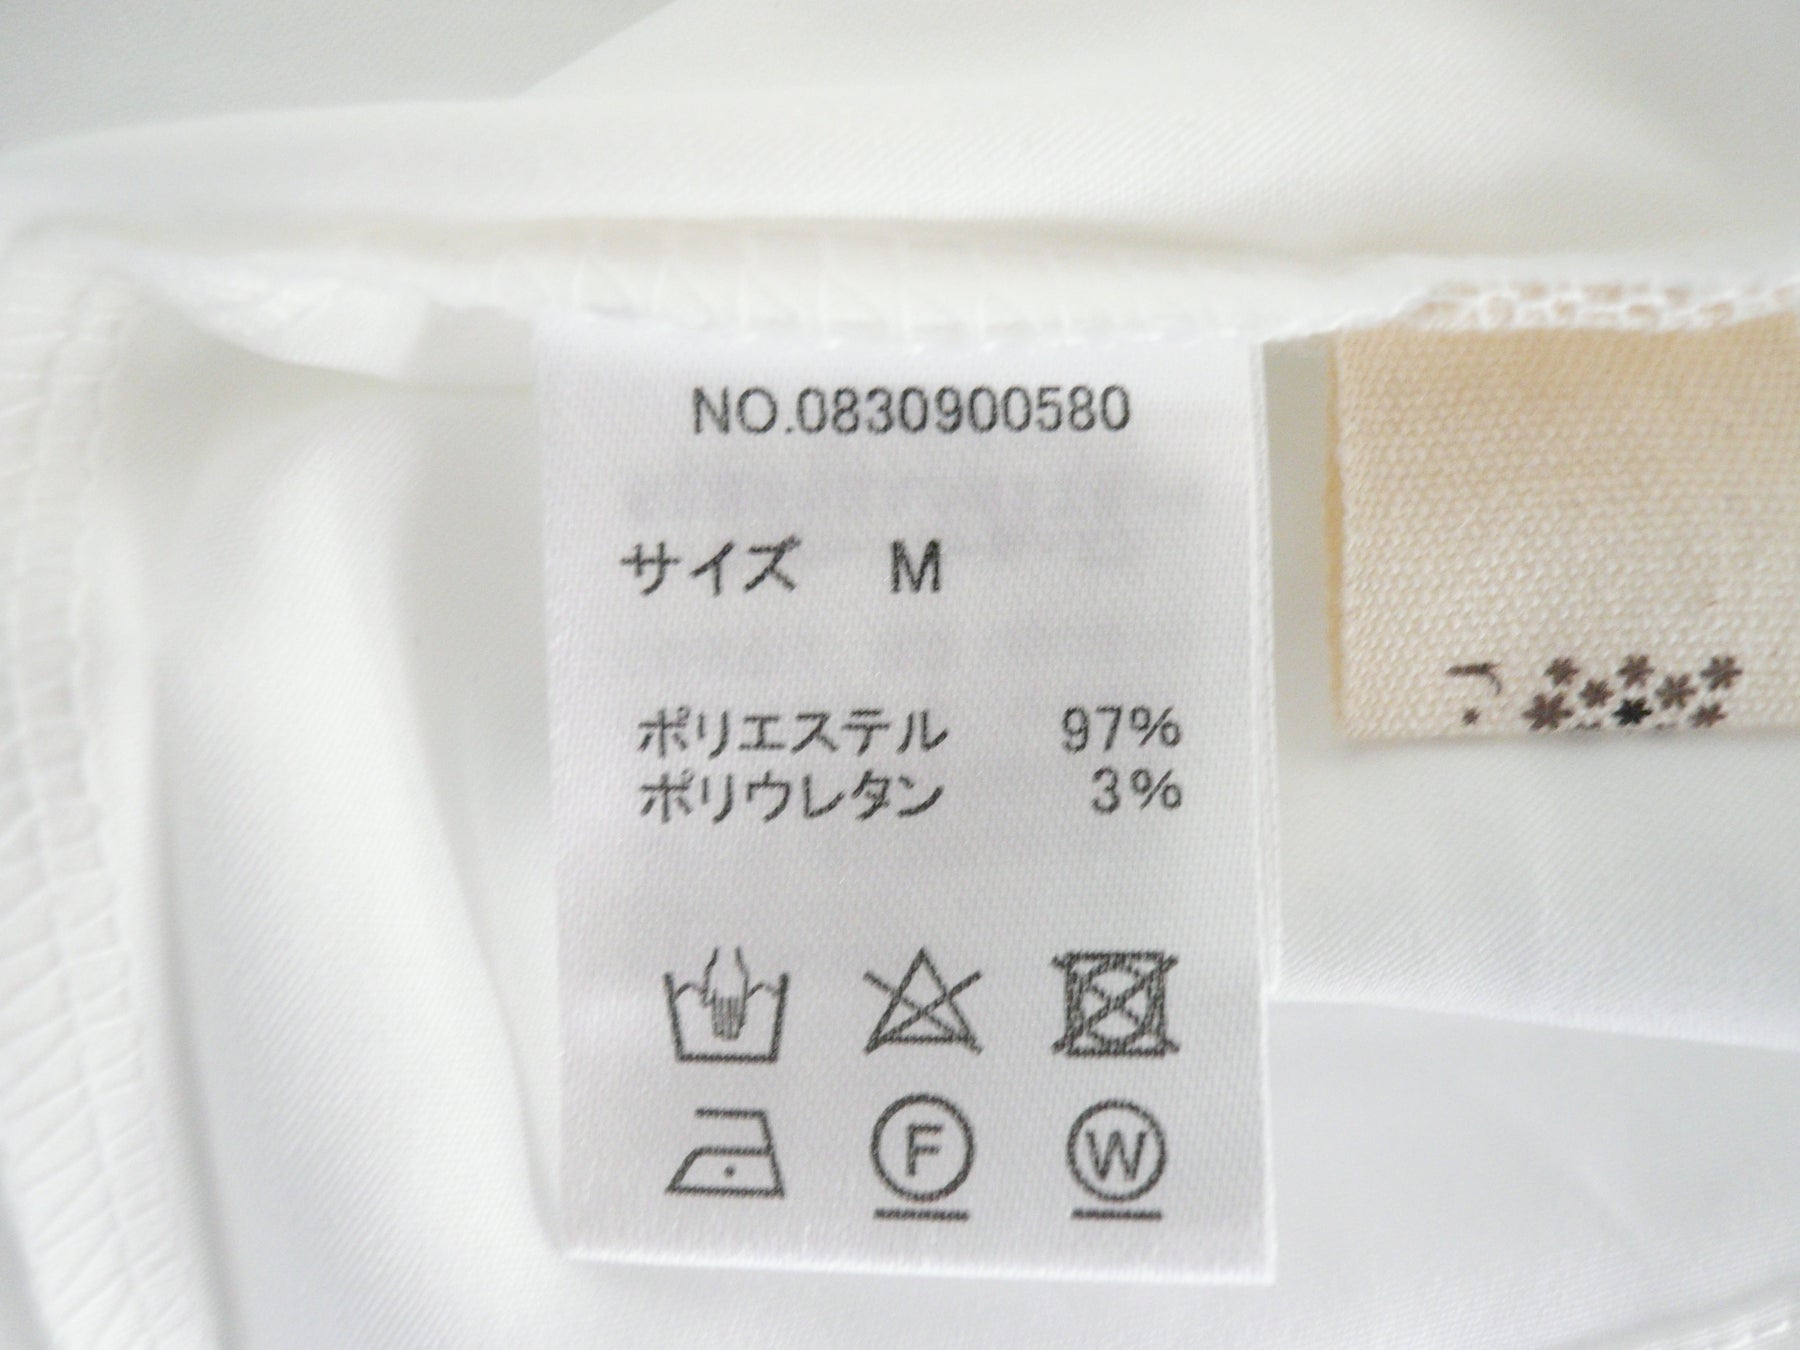 NO.0830900580
サイズ M
ポリエステル 97%
ポリウレタン 3%
F W